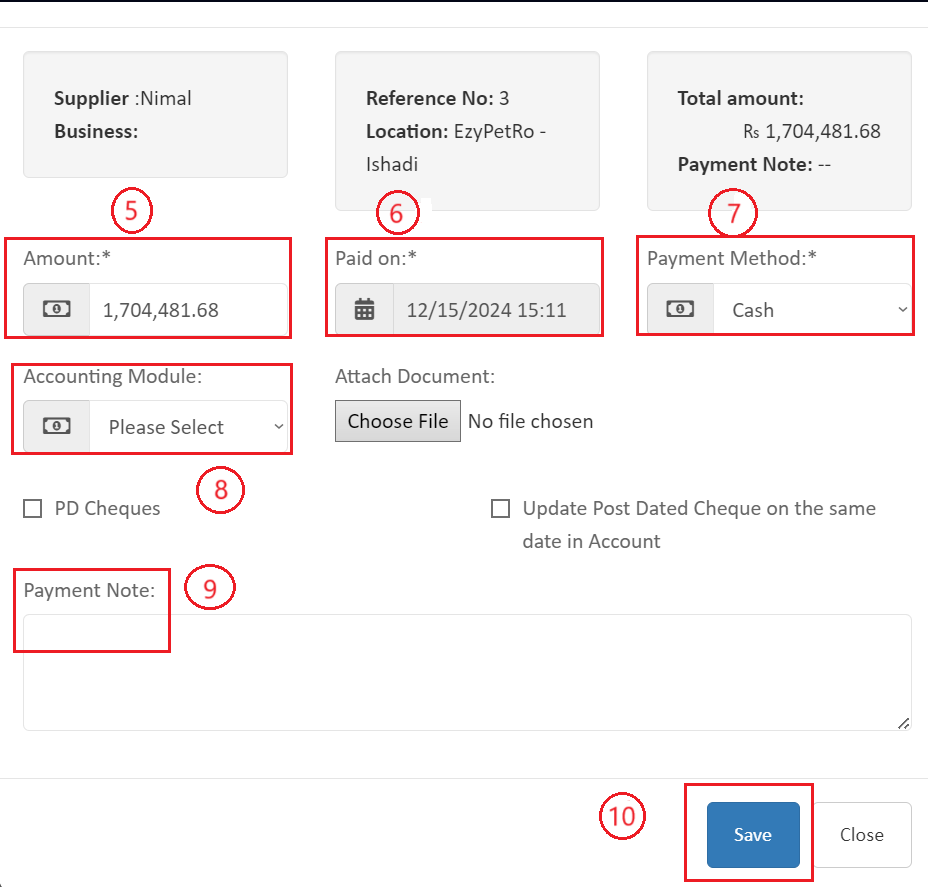 Supplier :Nimal
Business:
Reference No: 3
Location: EzyPetRo -
Ishadi
Total amount:
Rs 1,704,481.68
Payment Note: --
5
6
7
Amount:*
1,704,481.68
Paid on:*
12/15/2024 15:11
Payment Method:*
Cash
Accounting Module:
Please Select
Attach Document:
Choose File No file chosen
8
PD Cheques
Update Post Dated Cheque on the same
date in Account
Payment Note:
9
10
Save
Close